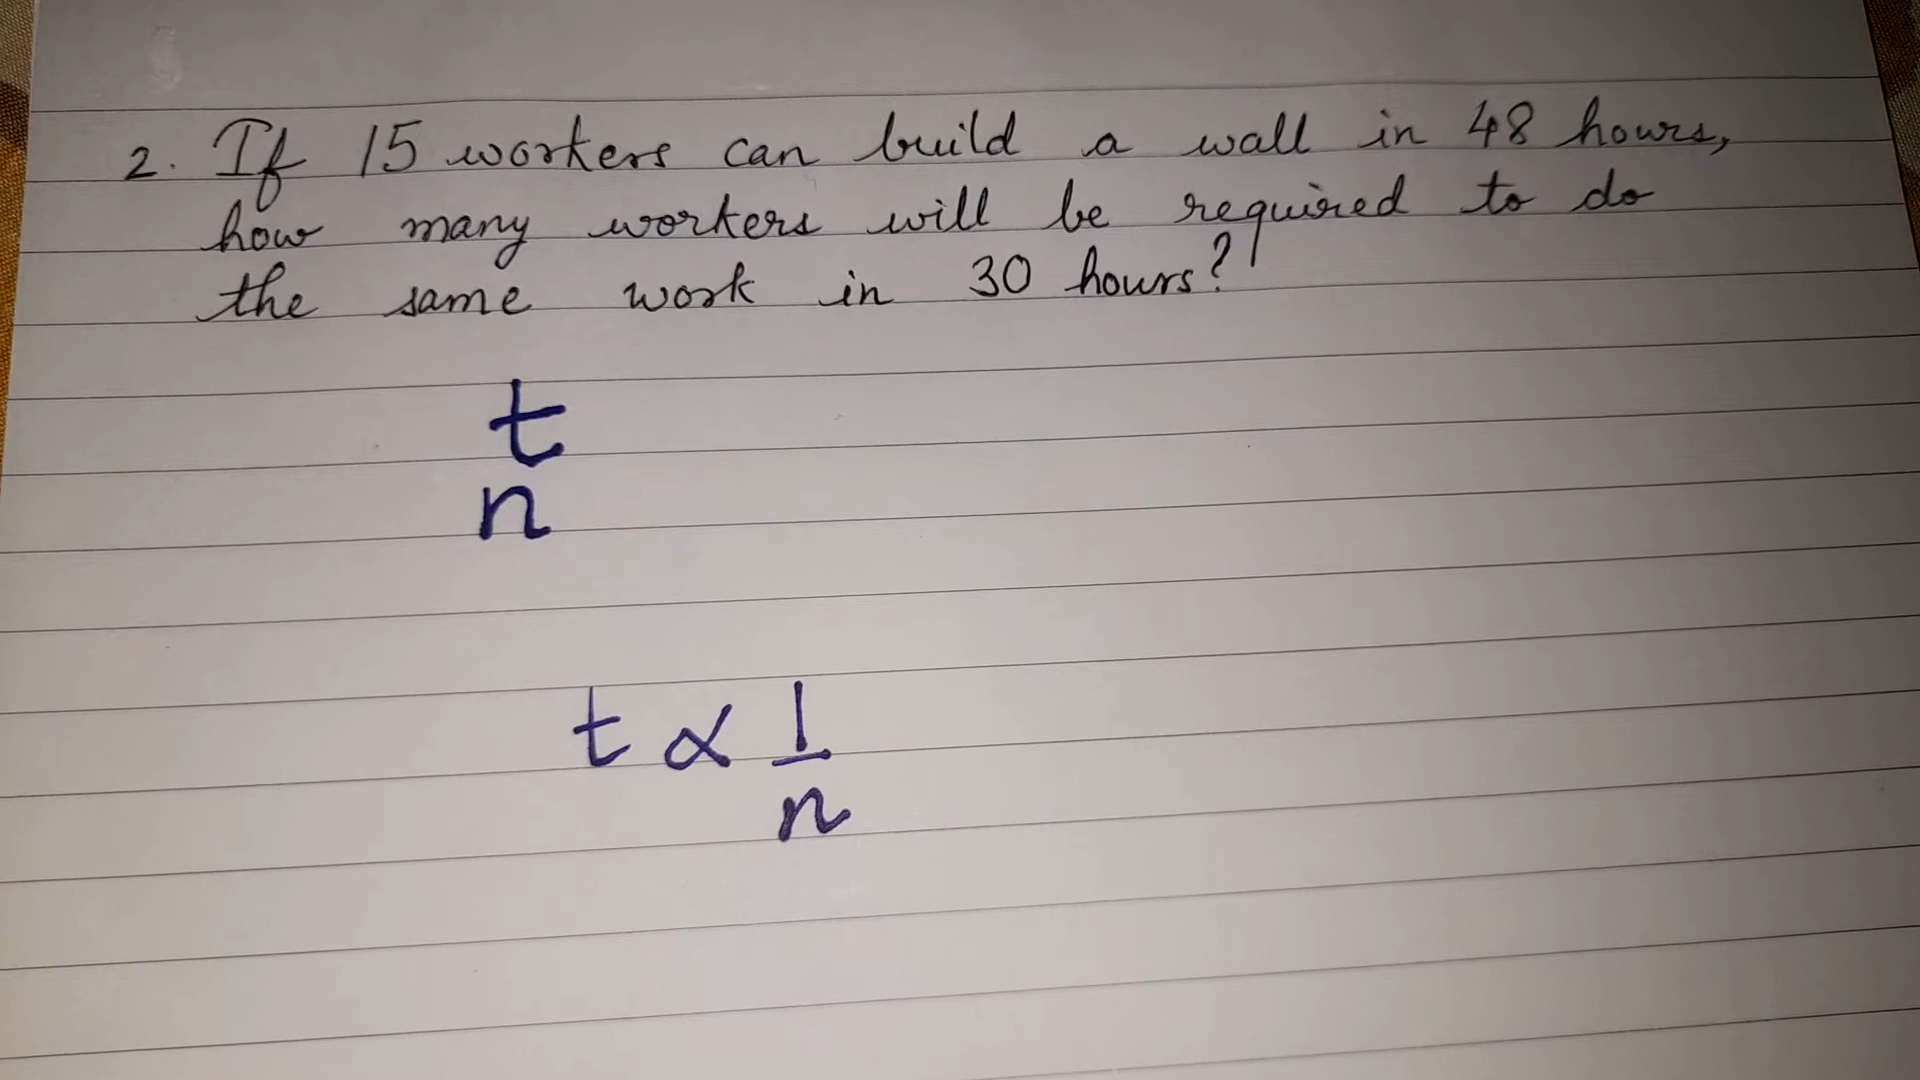 2. If 15 workers can build a wall in 48 hours,
how many workers will be required to do
the same work in 30 hours?
t
n
t ∝ 1
n